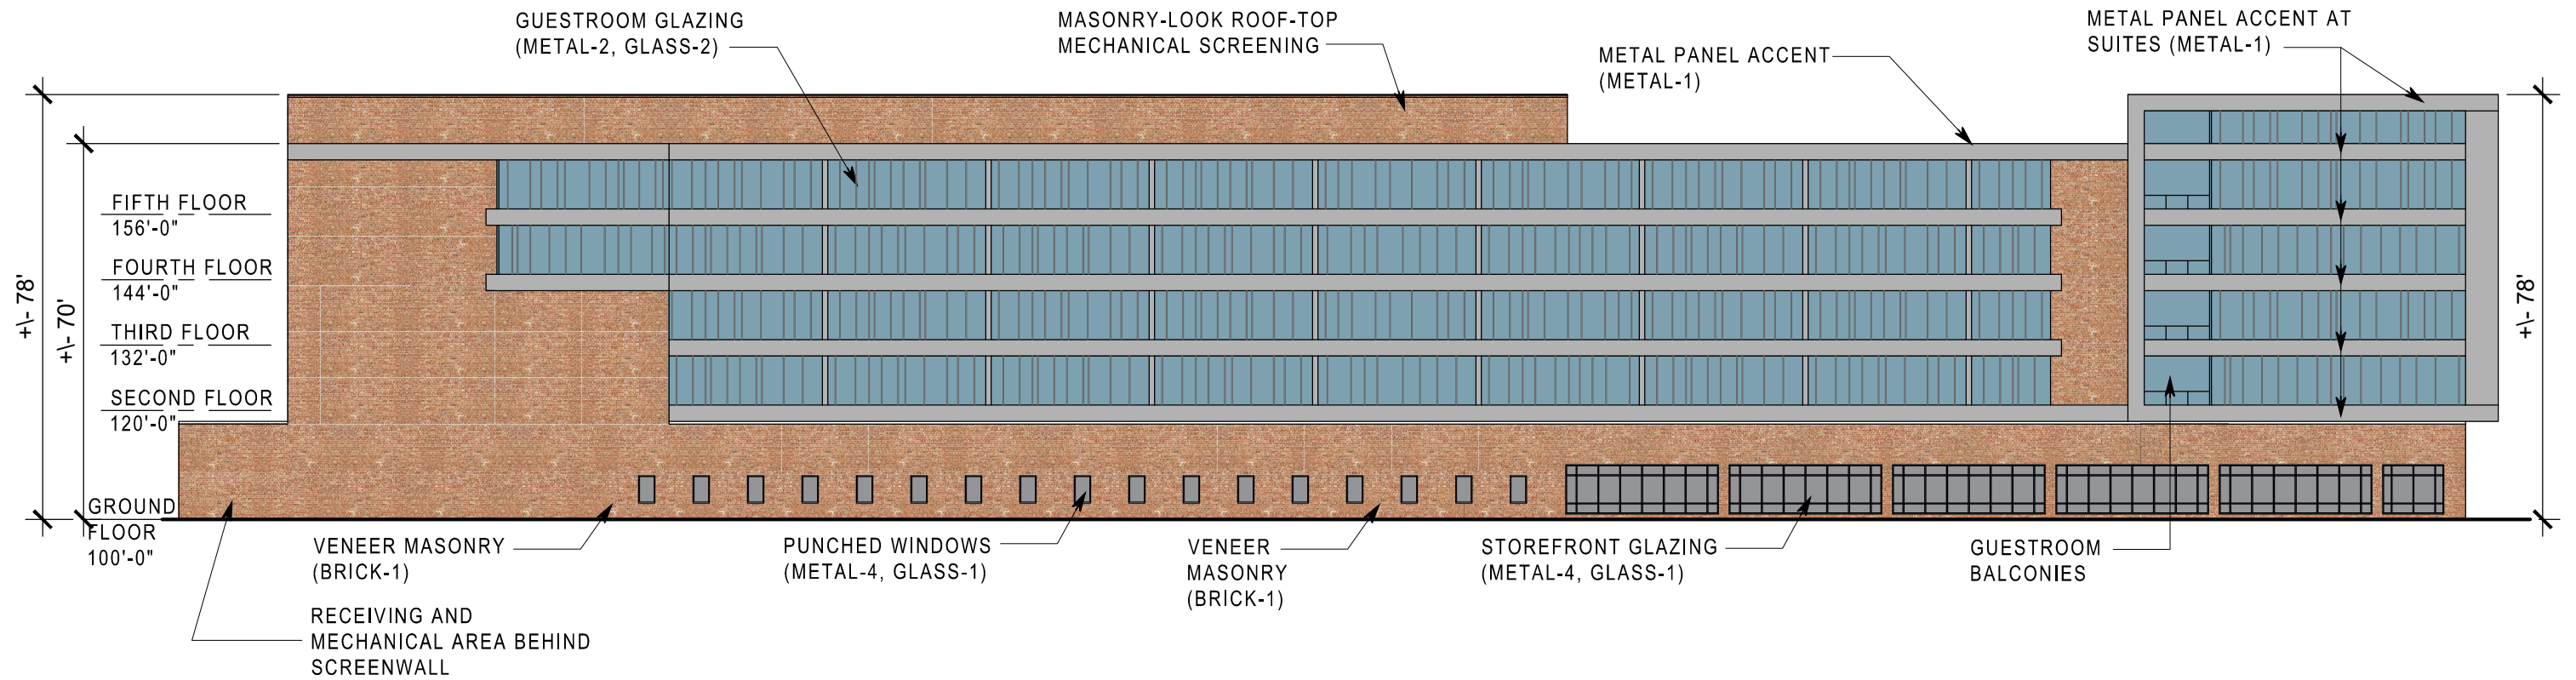 GUESTROOM GLAZING
(METAL-2, GLASS-2)
MASONRY-LOOK ROOF-TOP
MECHANICAL SCREENING
METAL PANEL ACCENT
(METAL-1)
METAL PANEL ACCENT AT
SUITES (METAL-1)
+\- 78'
+\- 70'
FIFTH FLOOR
156'-0"
FOURTH FLOOR
144'-0"
THIRD FLOOR
132'-0"
SECOND FLOOR
120'-0"
GROUND
FLOOR
100'-0"
+\- 78'
VENEER MASONRY
(BRICK-1)
RECEIVING AND
MECHANICAL AREA BEHIND
SCREENWALL
PUNCHED WINDOWS
(METAL-4, GLASS-1)
VENEER
MASONRY
(BRICK-1)
STOREFRONT GLAZING
(METAL-4, GLASS-1)
GUESTROOM
BALCONIES